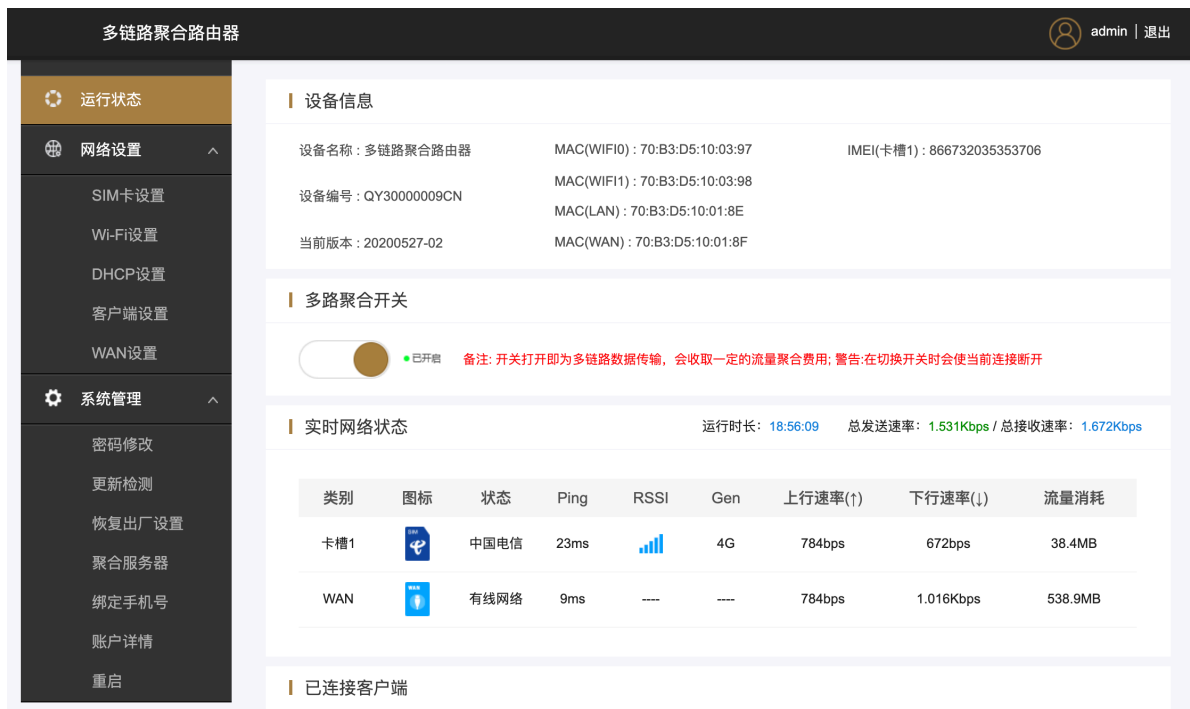 多链路聚合路由器
admin | 退出
运行状态
网络设置
SIM卡设置
Wi-Fi设置
DHCP设置
客户端设置
WAN设置
系统管理
密码修改
更新检测
恢复出厂设置
聚合服务器
绑定手机号
账户详情
重启
设备信息
设备名称 : 多链路聚合路由器
MAC(WIFI0) : 70:B3:D5:10:03:97
IMEI(卡槽1) : 866732035353706
MAC(WIFI1) : 70:B3:D5:10:03:98
设备编号 : QY30000009CN
MAC(LAN) : 70:B3:D5:10:01:8E
当前版本 : 20200527-02
MAC(WAN) : 70:B3:D5:10:01:8F
多路聚合开关
已开启
备注: 开关打开即为多链路数据传输，会收取一定的流量聚合费用; 警告:在切换开关时会使当前连接断开
实时网络状态
运行时长：18:56:09 总发送速率：1.531Kbps / 总接收速率：1.672Kbps
类别 图标 状态 Ping RSSI Gen 上行速率(↑) 下行速率(↓) 流量消耗
卡槽1 SIM 中国电信 23ms 4G 784bps 672bps 38.4MB
WAN WAN 有线网络 9ms ---- ---- 784bps 1.016Kbps 538.9MB
已连接客户端